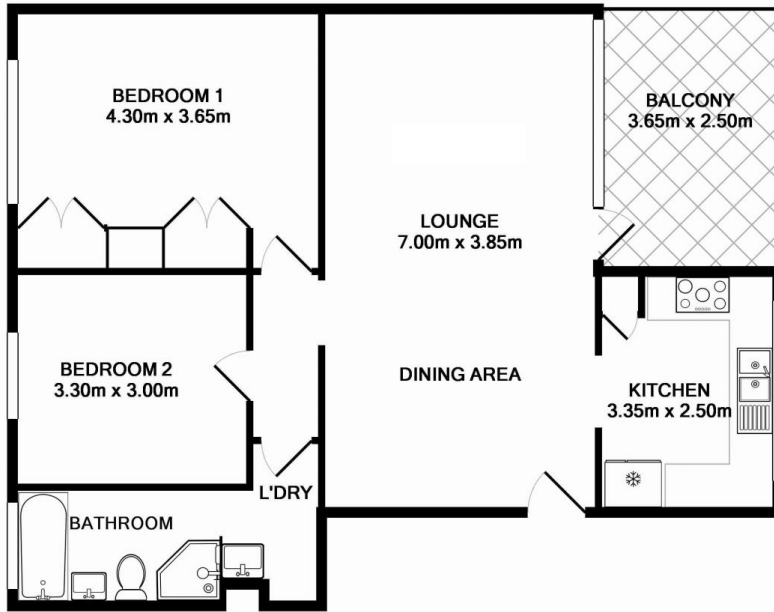 BEDROOM 1
4.30m x 3.65m
BALCONY
3.65m x 2.50m
LOUNGE
7.00m x 3.85m
BEDROOM 2
3.30m x 3.00m
DINING AREA
KITCHEN
3.35m x 2.50m
L'DRY
BATHROOM